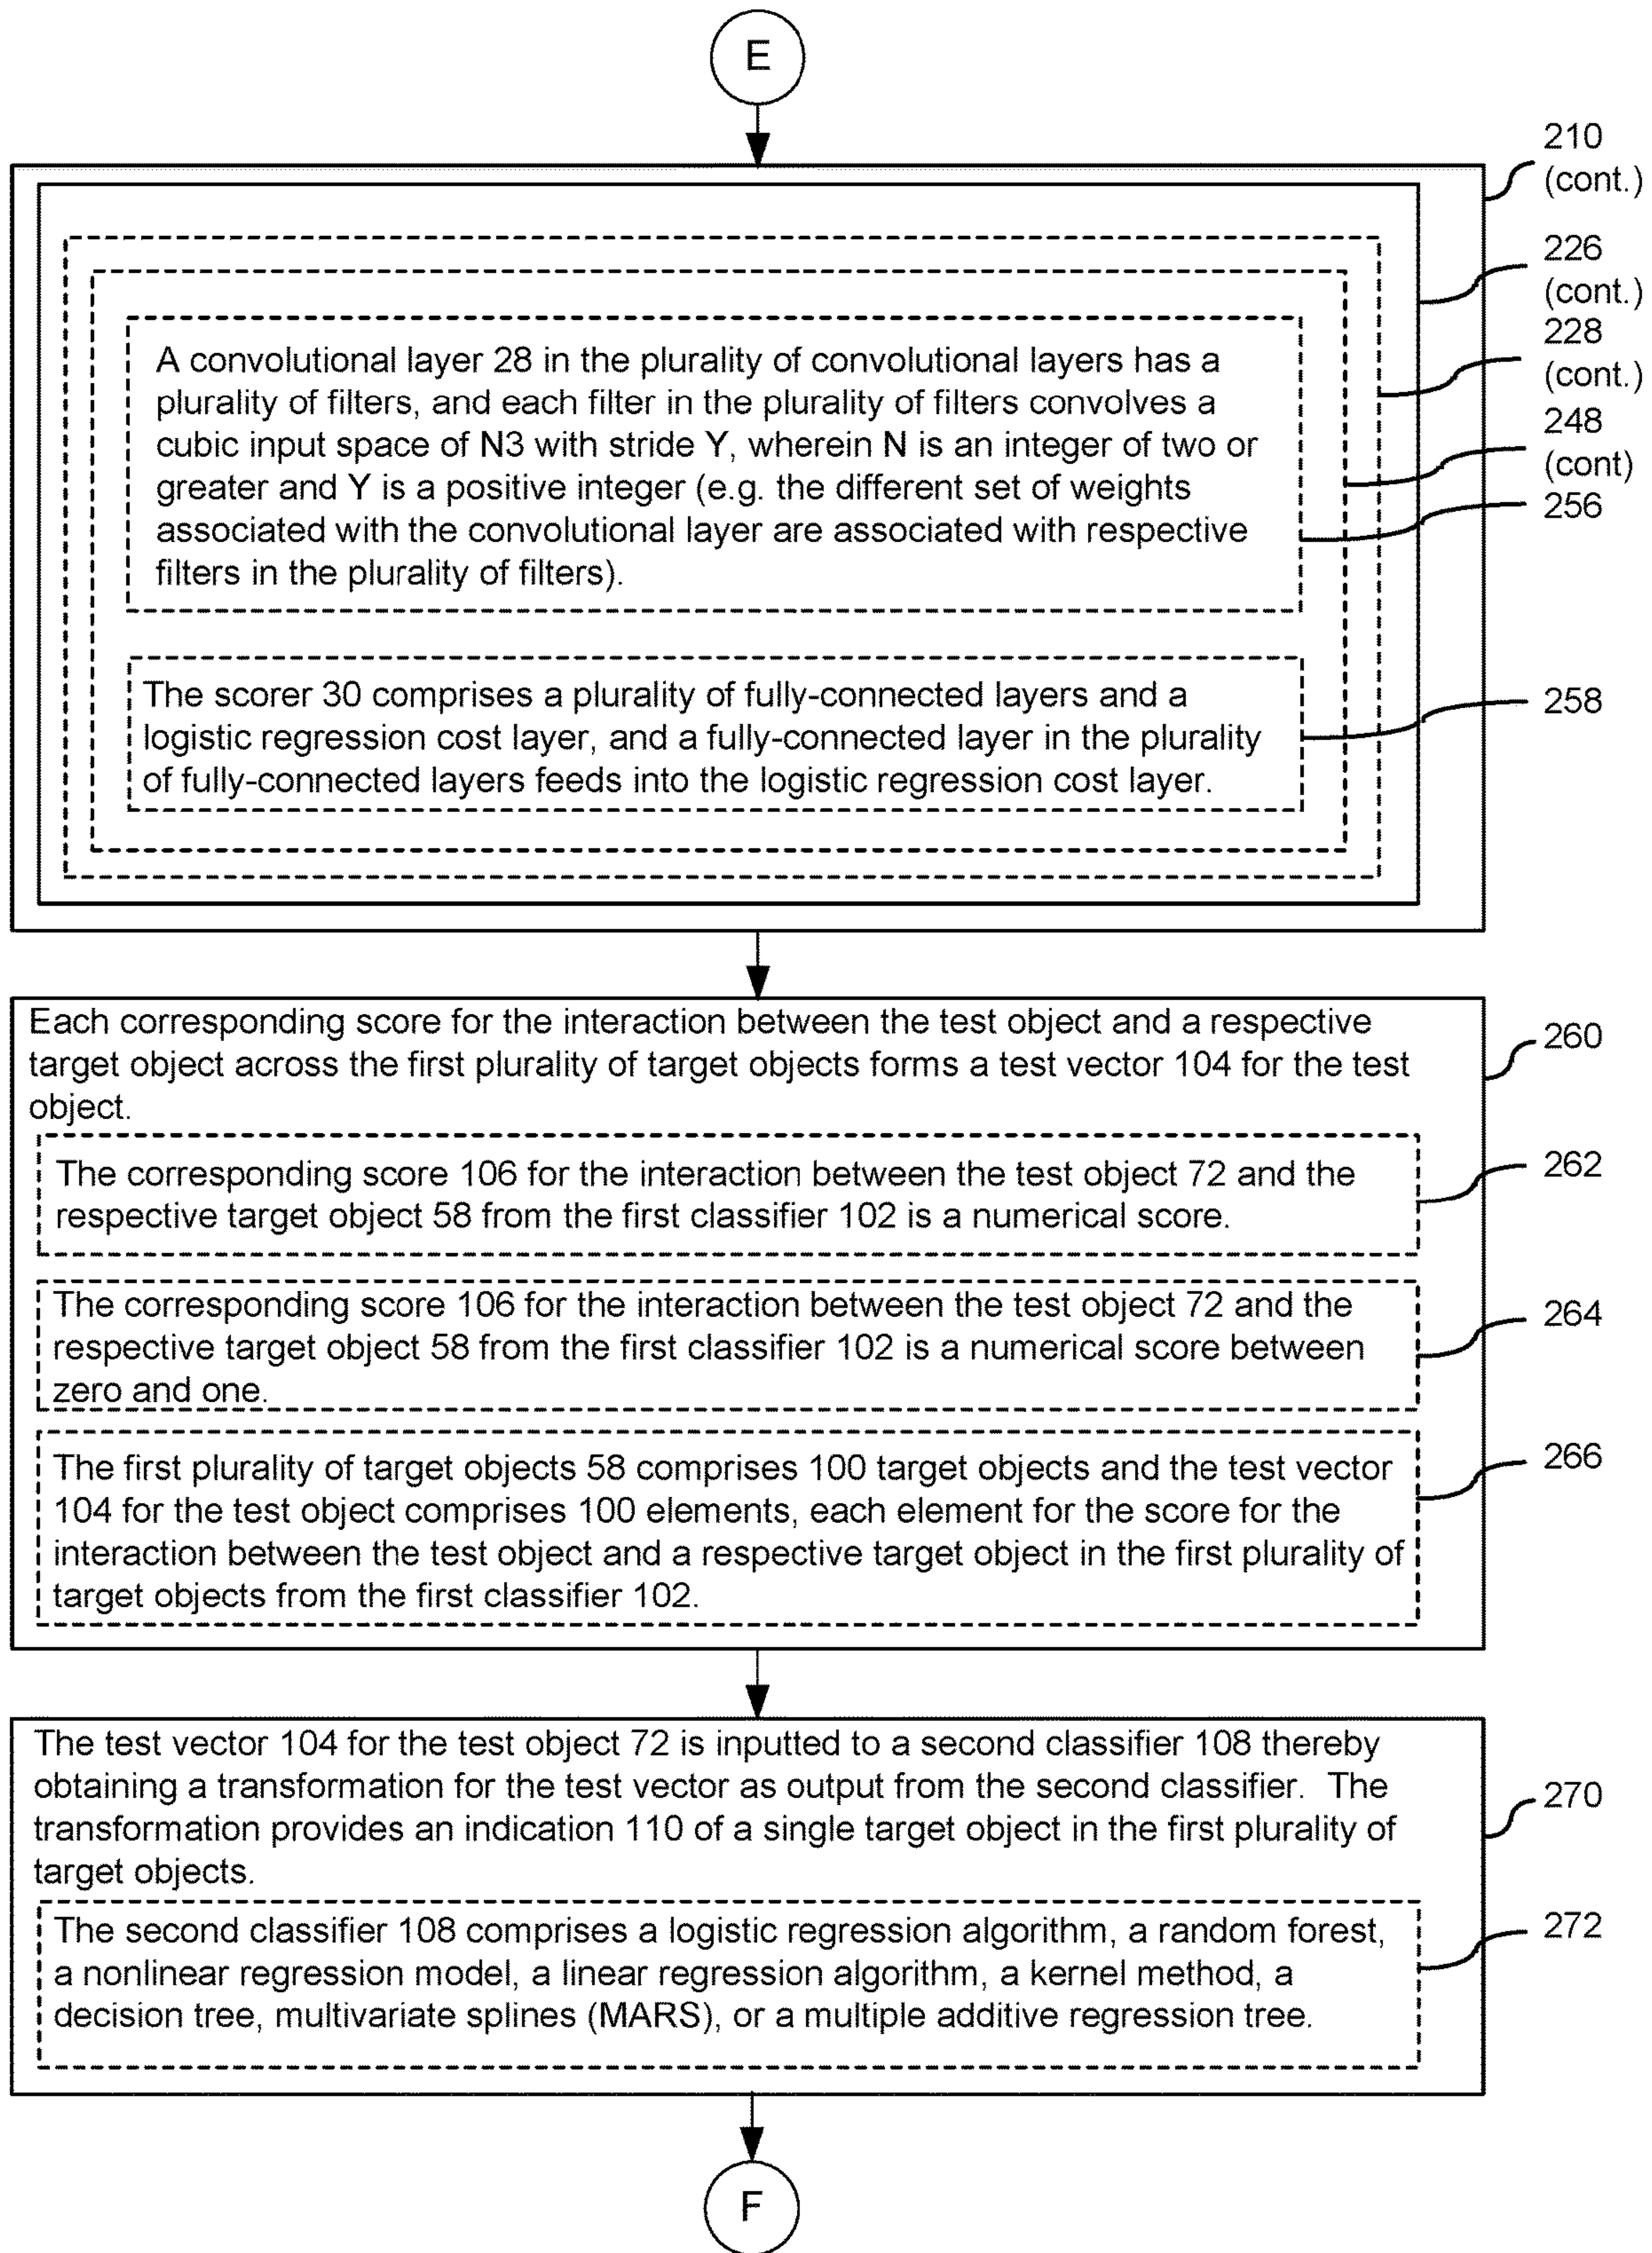 E
210
(cont.)
226
(cont.)
228
(cont.)
248
(cont)
256
A convolutional layer 28 in the plurality of convolutional layers has a
plurality of filters, and each filter in the plurality of filters convolves a
cubic input space of N3 with stride Y, wherein N is an integer of two or
greater and Y is a positive integer (e.g. the different set of weights
associated with the convolutional layer are associated with respective
filters in the plurality of filters).
258
The scorer 30 comprises a plurality of fully-connected layers and a
logistic regression cost layer, and a fully-connected layer in the plurality
of fully-connected layers feeds into the logistic regression cost layer.
260
Each corresponding score for the interaction between the test object and a respective
target object across the first plurality of target objects forms a test vector 104 for the test
object.
262
The corresponding score 106 for the interaction between the test object 72 and the
respective target object 58 from the first classifier 102 is a numerical score.
264
The corresponding score 106 for the interaction between the test object 72 and the
respective target object 58 from the first classifier 102 is a numerical score between
zero and one.
266
The first plurality of target objects 58 comprises 100 target objects and the test vector
104 for the test object comprises 100 elements, each element for the score for the
interaction between the test object and a respective target object in the first plurality of
target objects from the first classifier 102.
270
The test vector 104 for the test object 72 is inputted to a second classifier 108 thereby
obtaining a transformation for the test vector as output from the second classifier.  The
transformation provides an indication 110 of a single target object in the first plurality of
target objects.
272
The second classifier 108 comprises a logistic regression algorithm, a random forest,
a nonlinear regression model, a linear regression algorithm, a kernel method, a
decision tree, multivariate splines (MARS), or a multiple additive regression tree.
F